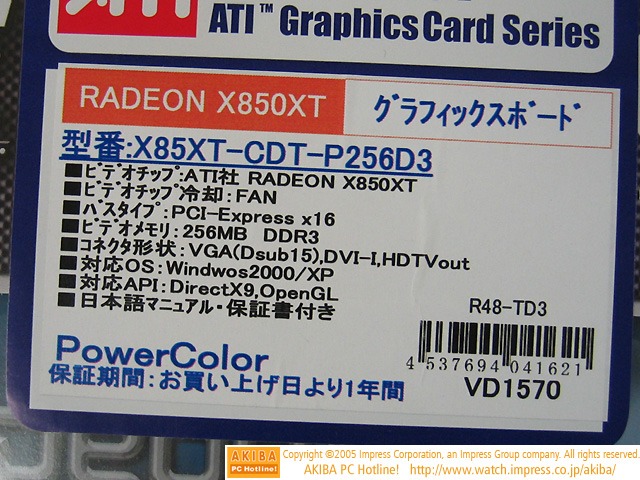 ATI
ATI™ Graphics Card Series
RADEON X850XT
グラフィックスボード
型番:X85XT-CDT-P256D3
■ビデオチップ:ATI社 RADEON X850XT
■ビデオチップ冷却:FAN
■バスタイプ:PCI-Express x16
■ビデオメモリ:256MB DDR3
■コネクタ形状:VGA(Dsub15),DVI-I,HDTVout
■対応OS:Windwos2000/XP
■対応API:DirectX9,OpenGL
■日本語マニュアル・保証書付き
R48-TD3
4 537694 041621
VD1570
PowerColor
保証期間:お買い上げ日より1年間
AKIBA
PC Hotline!
Copyright ©2005 Impress Corporation, an Impress Group company. All rights reserved.
AKIBA PC Hotline! http://www.watch.impress.co.jp/akiba/